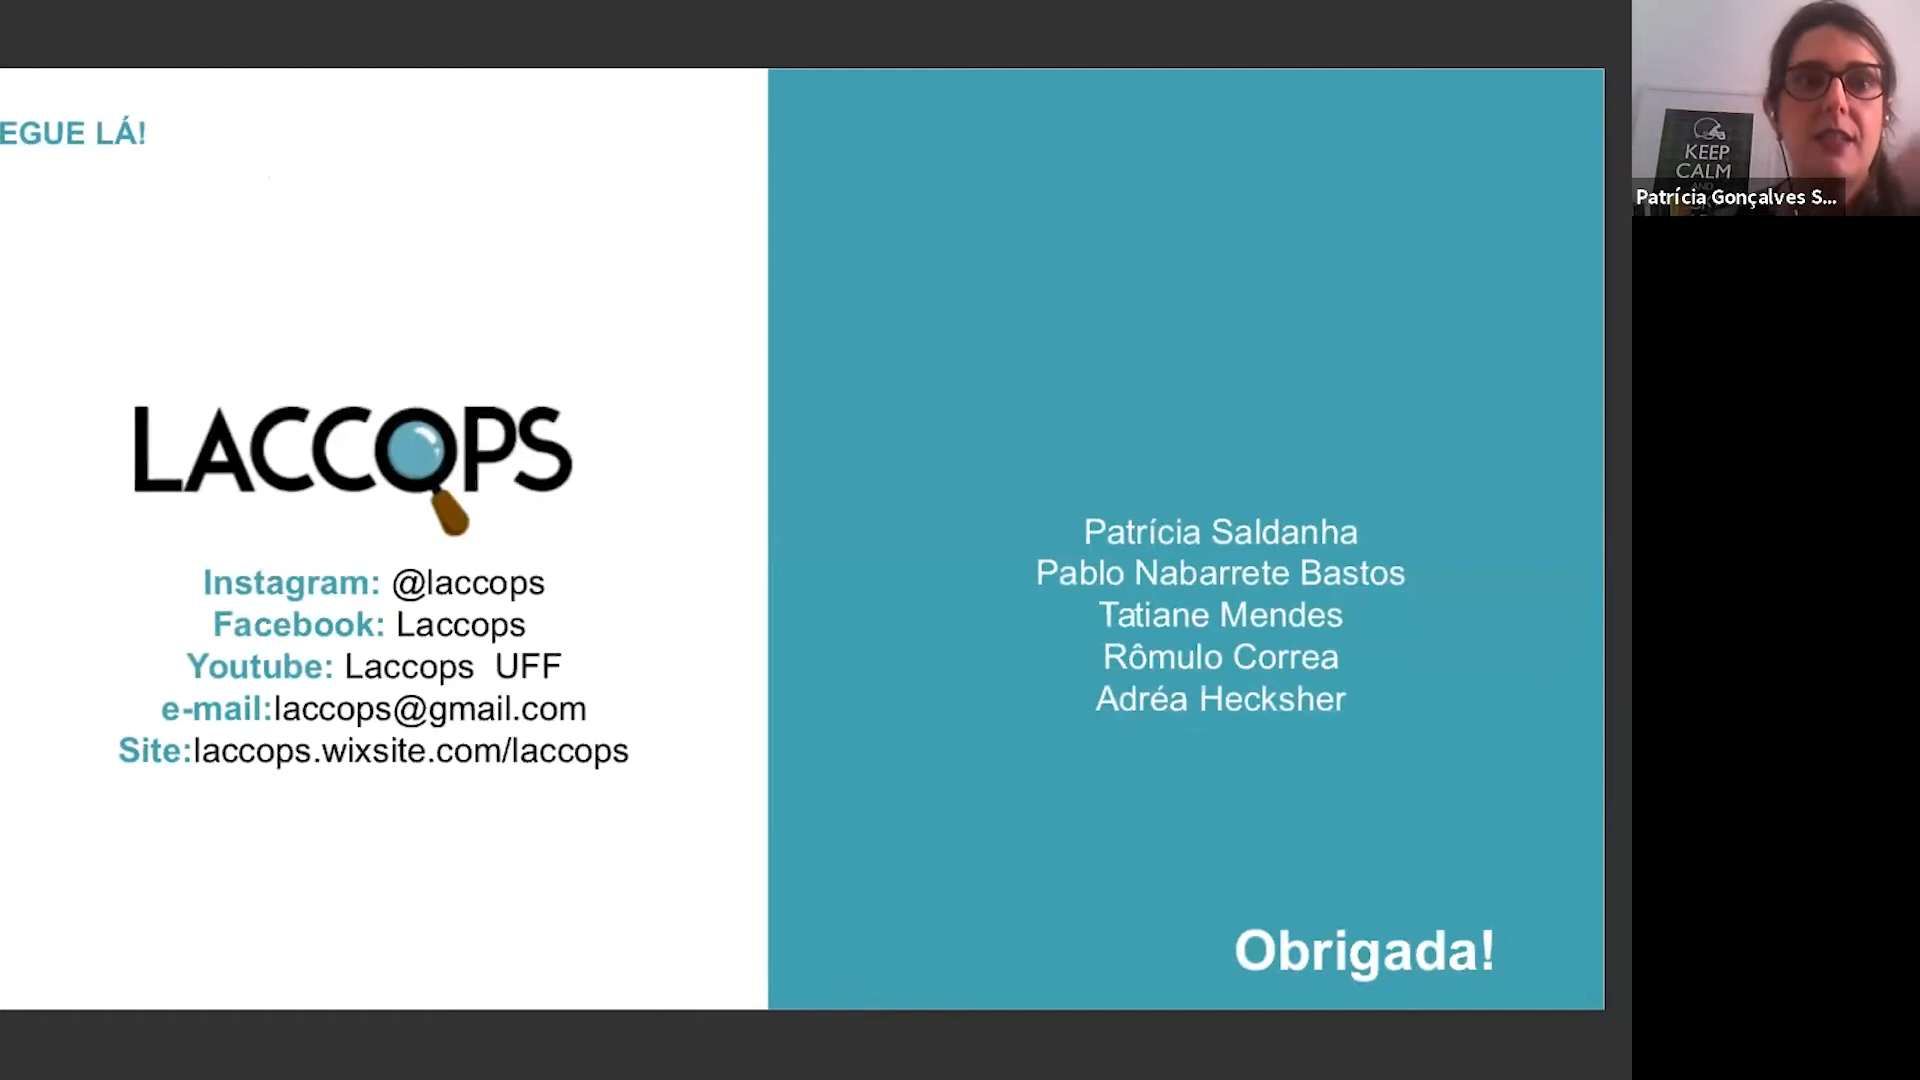 EGUE LÁ!
LACCOPS
Instagram: @laccops
Facebook: Laccops
Youtube: Laccops UFF
e-mail:laccops@gmail.com
Site:laccops.wixsite.com/laccops
Patrícia Saldanha
Pablo Nabarrete Bastos
Tatiane Mendes
Rômulo Correa
Adréa Hecksher
Obrigada!
KEEP
CALM
AND
Patrícia Gonçalves S...